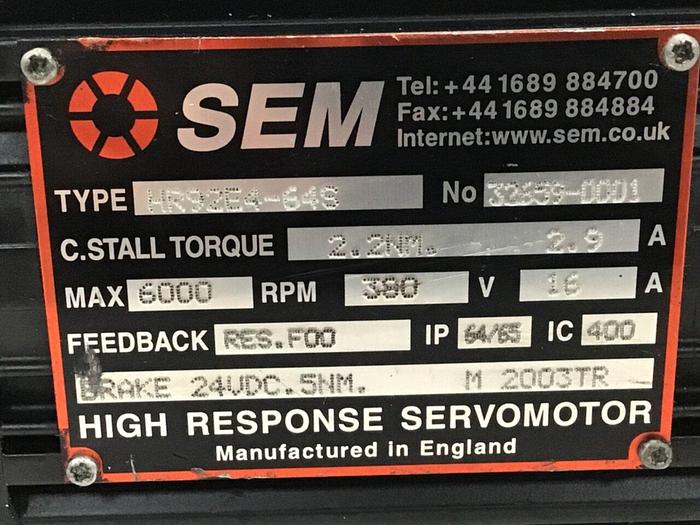 SEM
Tel: +44 1689 884700
Fax: +44 1689 884884
Internet: www.sem.co.uk
TYPE HR92E4-64S No 32859-0001
C.STALL TORQUE 2.2NM. 2.9 A
MAX 6000 RPM 380 V 16 A
FEEDBACK RES.F00 IP 64/65 IC 400
BRAKE 24VDC.5NM. M 2003TR
HIGH RESPONSE SERVOMOTOR
Manufactured in England